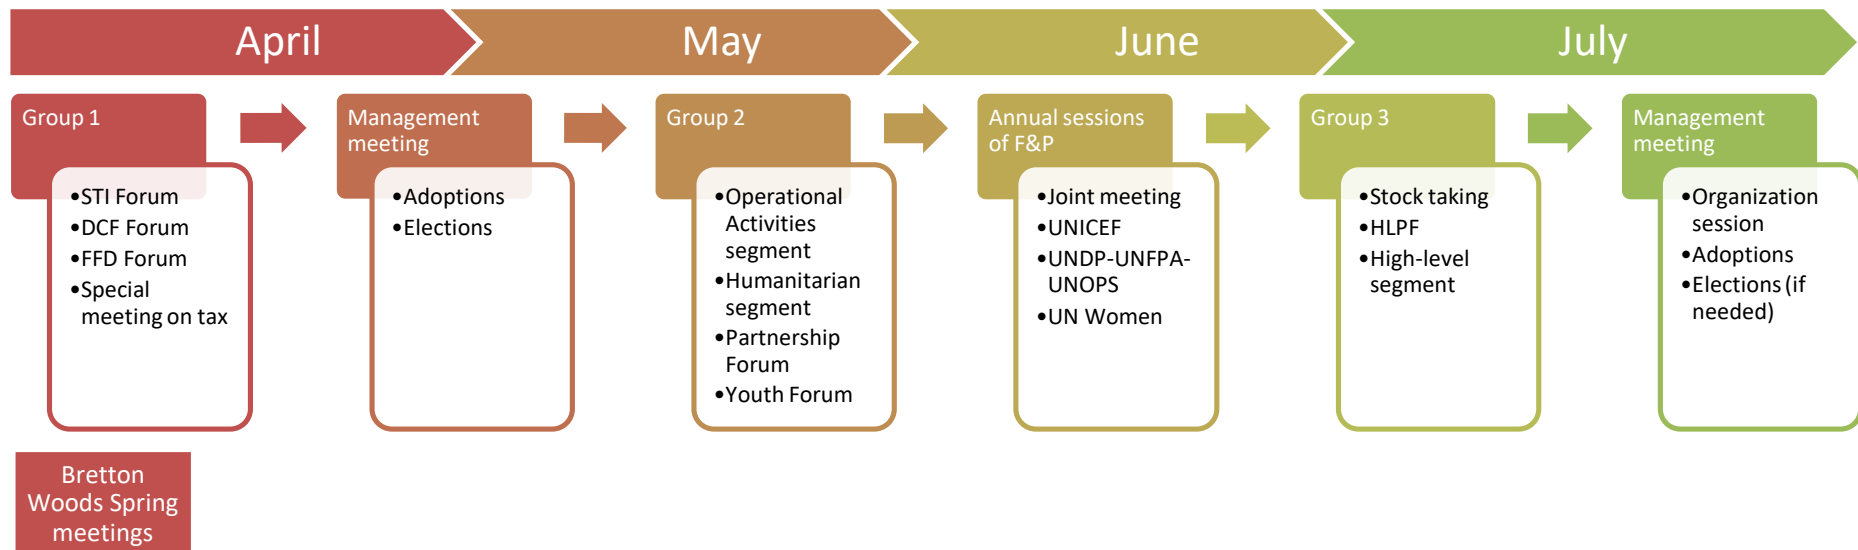 April
May
June
July
Group 1
•STI Forum
•DCF Forum
•FFD Forum
•Special
meeting on tax
Management
meeting
•Adoptions
•Elections
Group 2
•Operational
Activities
segment
•Humanitarian
segment
•Partnership
Forum
•Youth Forum
Annual sessions
of F&P
•Joint meeting
•UNICEF
•UNDP-UNFPA-
UNOPS
•UN Women
Group 3
•Stock taking
•HLPF
•High-level
segment
Management
meeting
•Organization
session
•Adoptions
•Elections (if
needed)
Bretton
Woods Spring
meetings